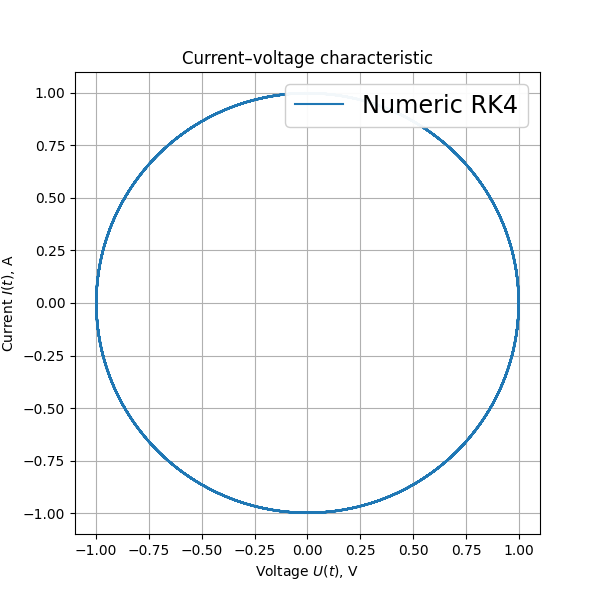 Current–voltage characteristic
Numeric RK4
1.00
0.75
0.50
0.25
0.00
−0.25
−0.50
−0.75
−1.00
Current I(t), A
−1.00 −0.75 −0.50 −0.25 0.00 0.25 0.50 0.75 1.00
Voltage U(t), V